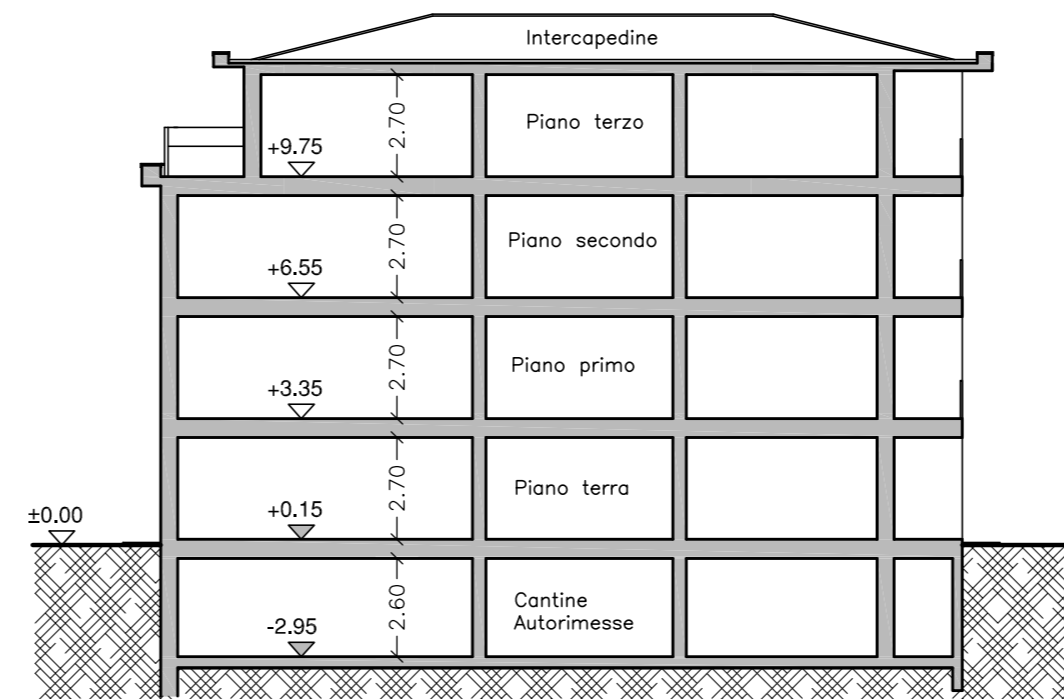 Intercapedine
2.70
Piano terzo
+9.75
2.70
Piano secondo
+6.55
2.70
Piano primo
+3.35
2.70
Piano terra
+0.15
±0.00
2.60
Cantine
Autorimesse
-2.95